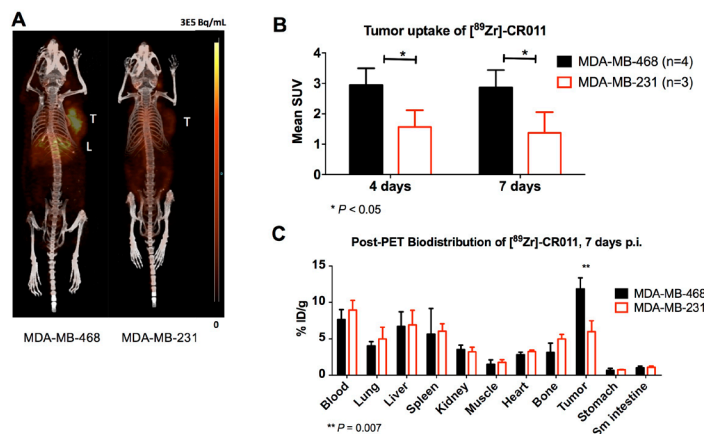 A
3E5 Bq/mL
T
L
T
0
MDA-MB-468
MDA-MB-231
B
Tumor uptake of [89Zr]-CR011
Mean SUV
4
3
2
1
0
*
*
MDA-MB-468 (n=4)
MDA-MB-231 (n=3)
4 days
7 days
* P < 0.05
C
Post-PET Biodistribution of [89Zr]-CR011, 7 days p.i.
% ID/g
15
10
5
0
**
MDA-MB-468
MDA-MB-231
Blood
Lung
Liver
Spleen
Kidney
Muscle
Heart
Bone
Tumor
Stomach
Sm intestine
** P = 0.007